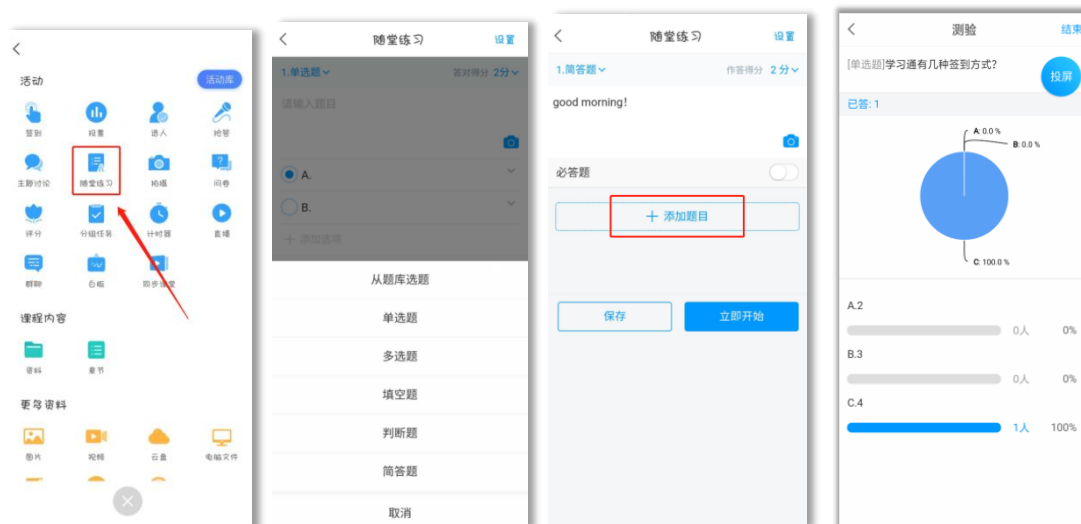 活动
活动库
签到 投票 选人 抢答
主题讨论 随堂练习 拍摄 问卷
评分 分组任务 计时器 直播
群聊 白板 同步课堂
课程内容
资料 章节
更多资料
图片 视频 云盘 电脑文件
随堂练习 设置
1.单选题 答对得分 2分
请输入题目
A.
B.
添加选项
从题库选题
单选题
多选题
填空题
判断题
简答题
取消
随堂练习 设置
1.简答题 作答得分 2分
good morning!
必答题
添加题目
保存 立即开始
测验 结束
[单选题]学习通有几种签到方式?
投屏
已答: 1
A: 0.0 %
B: 0.0 %
C: 100.0 %
A.2
0人 0%
B.3
0人 0%
C.4
1人 100%